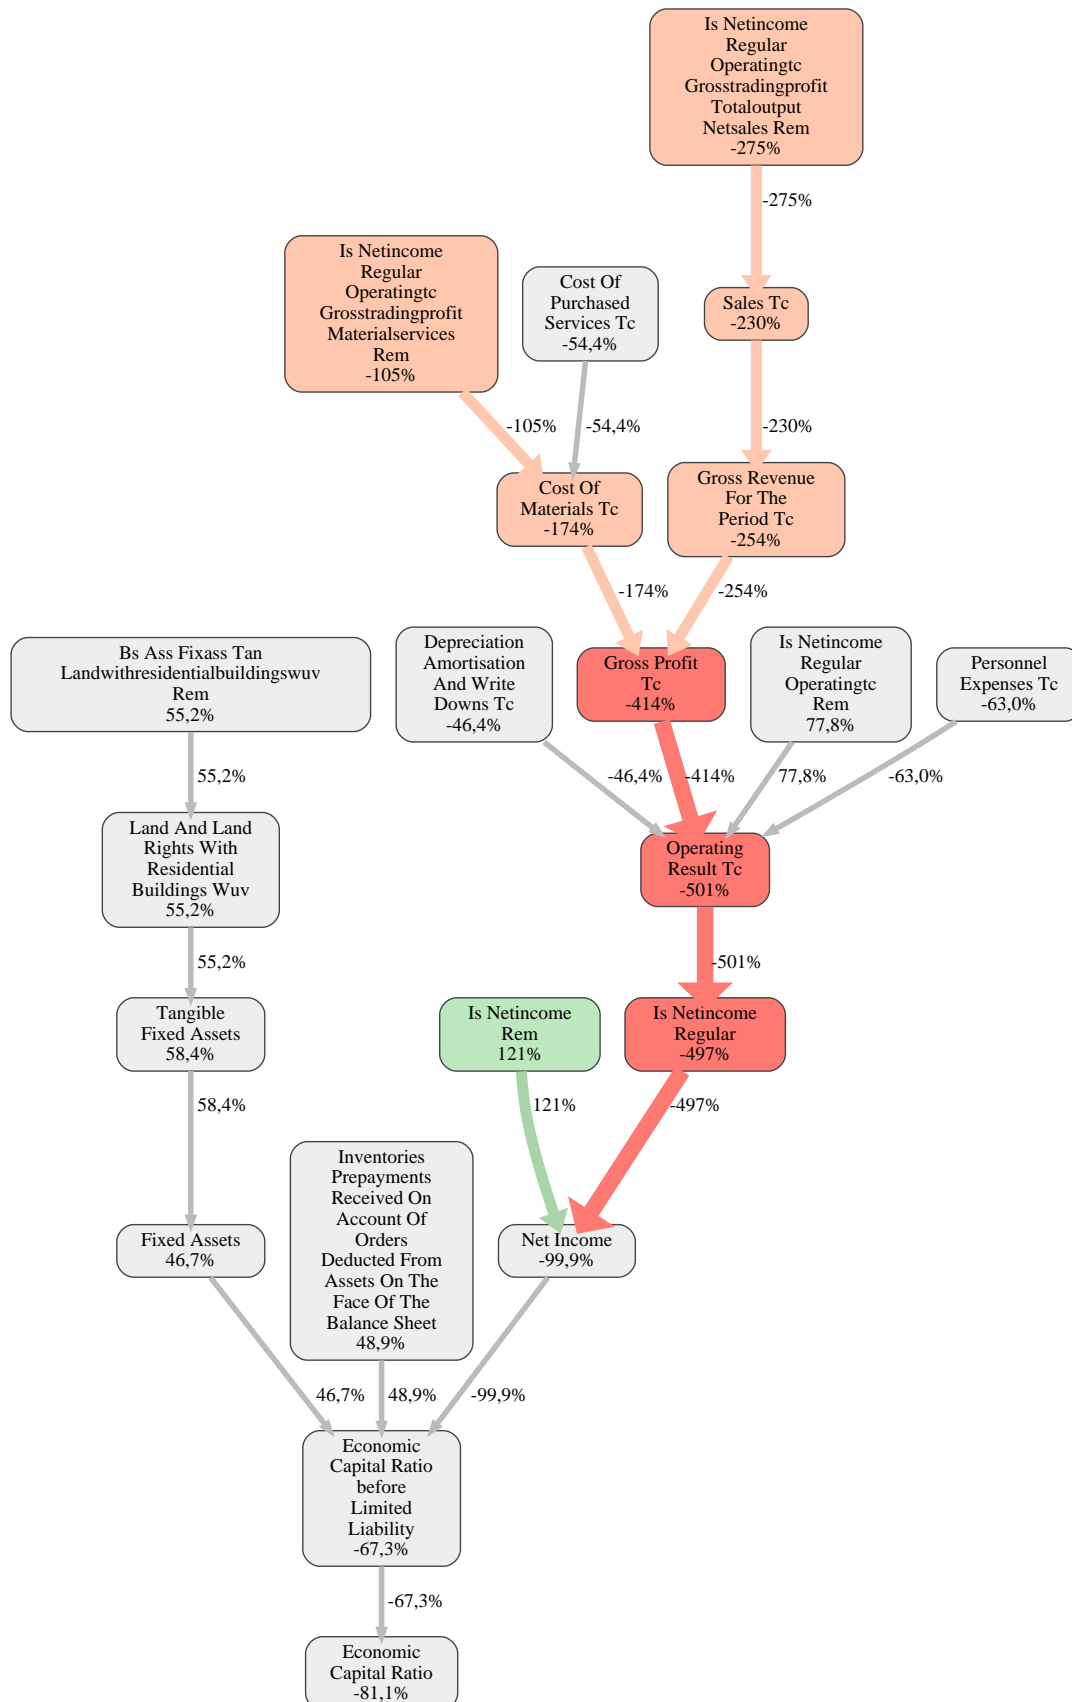 Is Netincome
Regular
Operatingtc
Grosstradingprofit
Totaloutput
Netsales Rem
-275%
-275%
Is Netincome
Regular
Operatingtc
Grosstradingprofit
Materialservices
Rem
-105%
Cost Of
Purchased
Services Tc
-54,4%
Sales Tc
-230%
-105%
-54,4%
-230%
Cost Of
Materials Tc
-174%
Gross Revenue
For The
Period Tc
-254%
-174%
-254%
Bs Ass Fixass Tan
Landwithresidentialbuildingswuv
Rem
55,2%
Depreciation
Amortisation
And Write
Downs Tc
-46,4%
Gross Profit
Tc
-414%
Is Netincome
Regular
Operatingtc
Rem
77,8%
Personnel
Expenses Tc
-63,0%
55,2%
-46,4%
-414%
77,8%
-63,0%
Land And Land
Rights With
Residential
Buildings Wuv
55,2%
Operating
Result Tc
-501%
55,2%
-501%
Tangible
Fixed Assets
58,4%
Is Netincome
Rem
121%
Is Netincome
Regular
-497%
58,4%
121%
-497%
Inventories
Prepayments
Received On
Account Of
Orders
Deducted From
Assets On The
Face Of The
Balance Sheet
48,9%
Fixed Assets
46,7%
Net Income
-99,9%
46,7%
48,9%
-99,9%
Economic
Capital Ratio
before
Limited
Liability
-67,3%
-67,3%
Economic
Capital Ratio
-81,1%